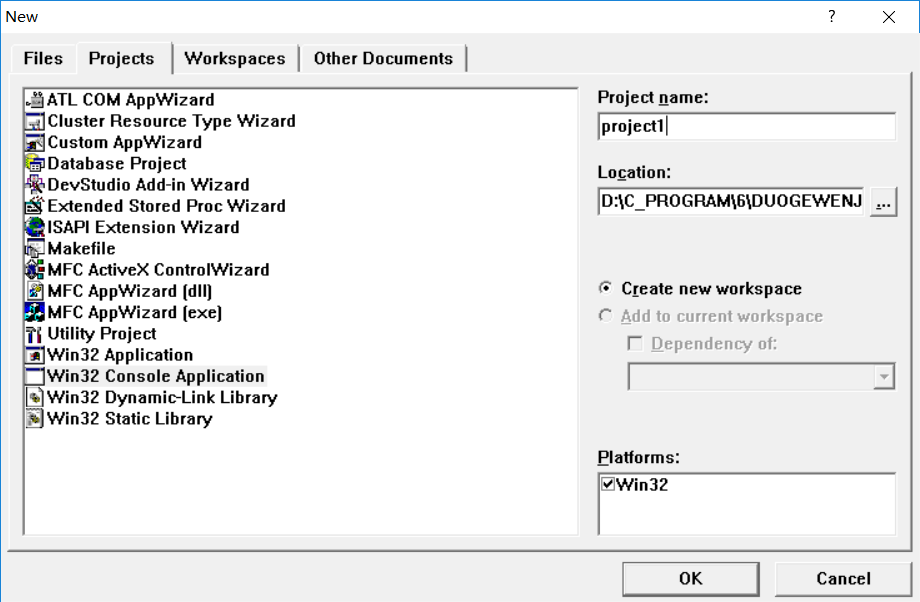 New
?
Files Projects Workspaces Other Documents
ATL COM AppWizard
Cluster Resource Type Wizard
Custom AppWizard
Database Project
DevStudio Add-in Wizard
Extended Stored Proc Wizard
ISAPI Extension Wizard
Makefile
MFC ActiveX ControlWizard
MFC AppWizard (dll)
MFC AppWizard (exe)
Utility Project
Win32 Application
Win32 Console Application
Win32 Dynamic-Link Library
Win32 Static Library
Project name:
project1
Location:
D:\C_PROGRAM\6\DUOGEWENJ
...
Create new workspace
Add to current workspace
Dependency of:
Platforms:
Win32
OK Cancel